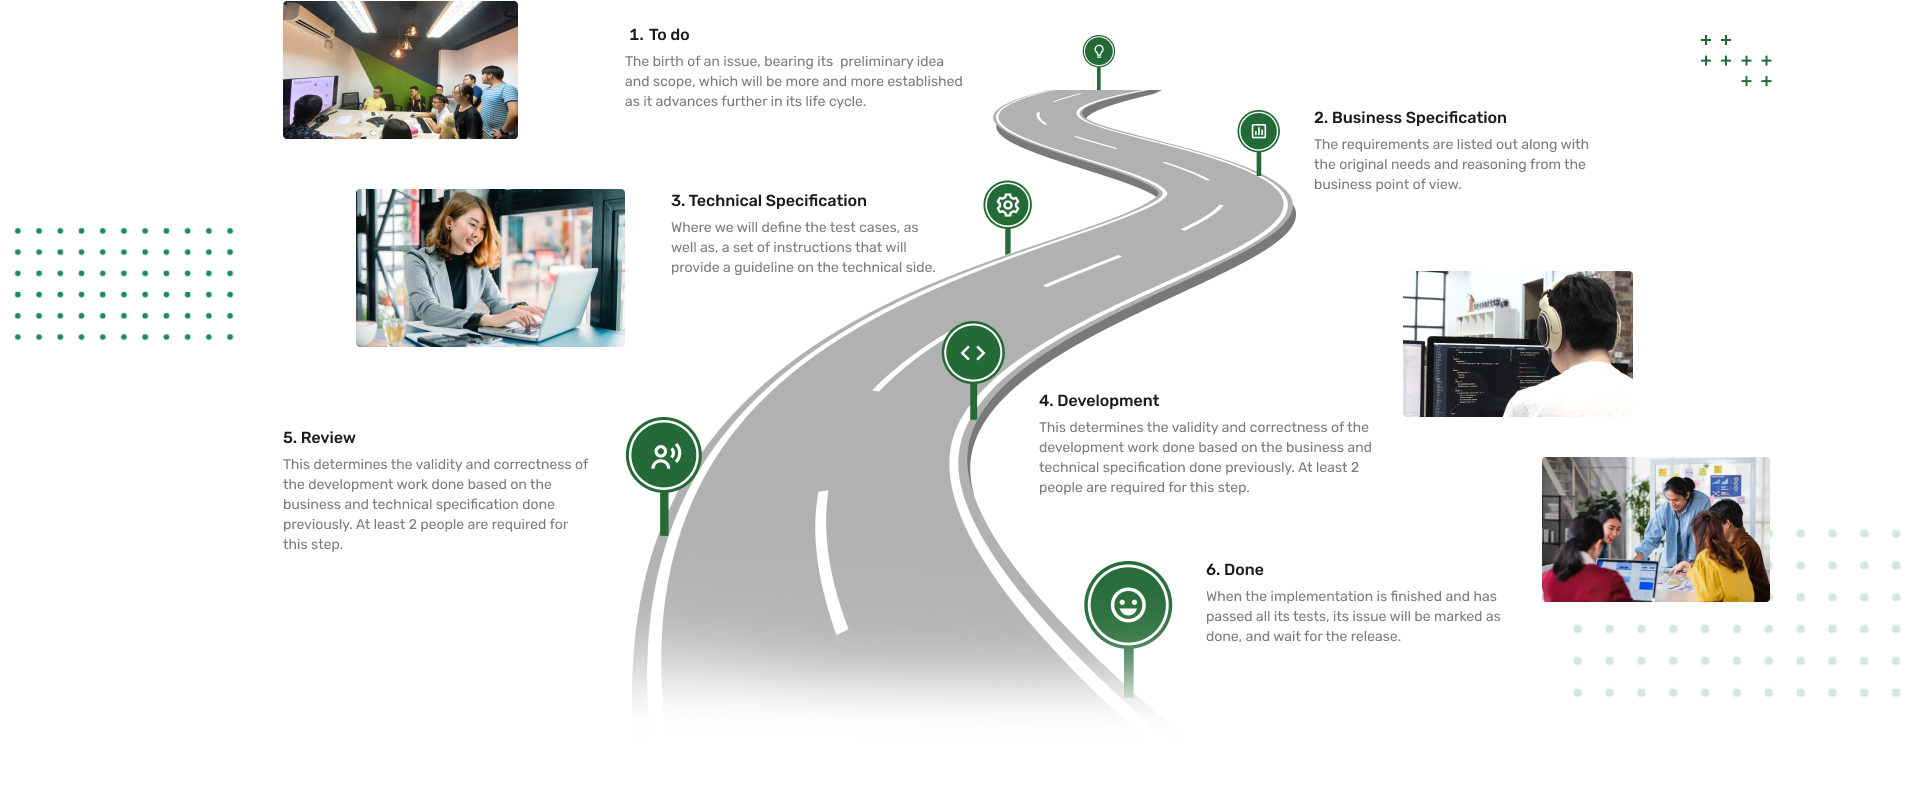 1. To do
The birth of an issue, bearing its preliminary idea
and scope, which will be more and more established
as it advances further in its life cycle.
2. Business Specification
The requirements are listed out along with
the original needs and reasoning from the
business point of view.
3. Technical Specification
Where we will define the test cases, as
well as, a set of instructions that will
provide a guideline on the technical side.
4. Development
This determines the validity and correctness of the
development work done based on the business and
technical specification done previously. At least 2
people are required for this step.
5. Review
This determines the validity and correctness of
the development work done based on the
business and technical specification done
previously. At least 2 people are required for
this step.
6. Done
When the implementation is finished and has
passed all its tests, its issue will be marked as
done, and wait for the release.